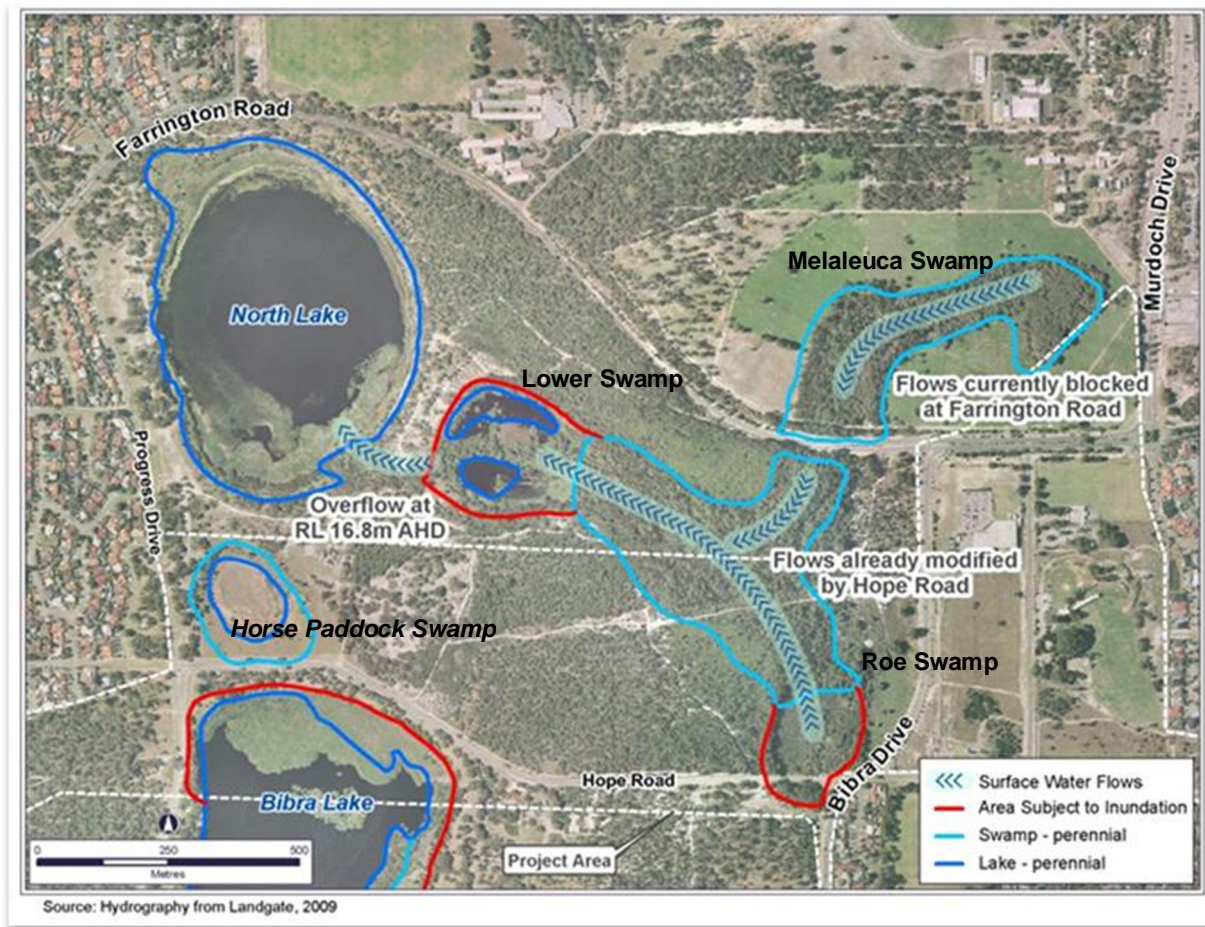 Farrington Road
Murdoch Drive
Melaleuca Swamp
North Lake
Lower Swamp
Flows currently blocked
at Farrington Road
Progress Drive
Overflow at
RL 16.8m AHD
Flows already modified
by Hope Road
Horse Paddock Swamp
Roe Swamp
Bibra Drive
Hope Road
Bibra Lake
Project Area
0 250 500
Metres
Surface Water Flows
Area Subject to Inundation
Swamp - perennial
Lake - perennial
Source: Hydrography from Landgate, 2009